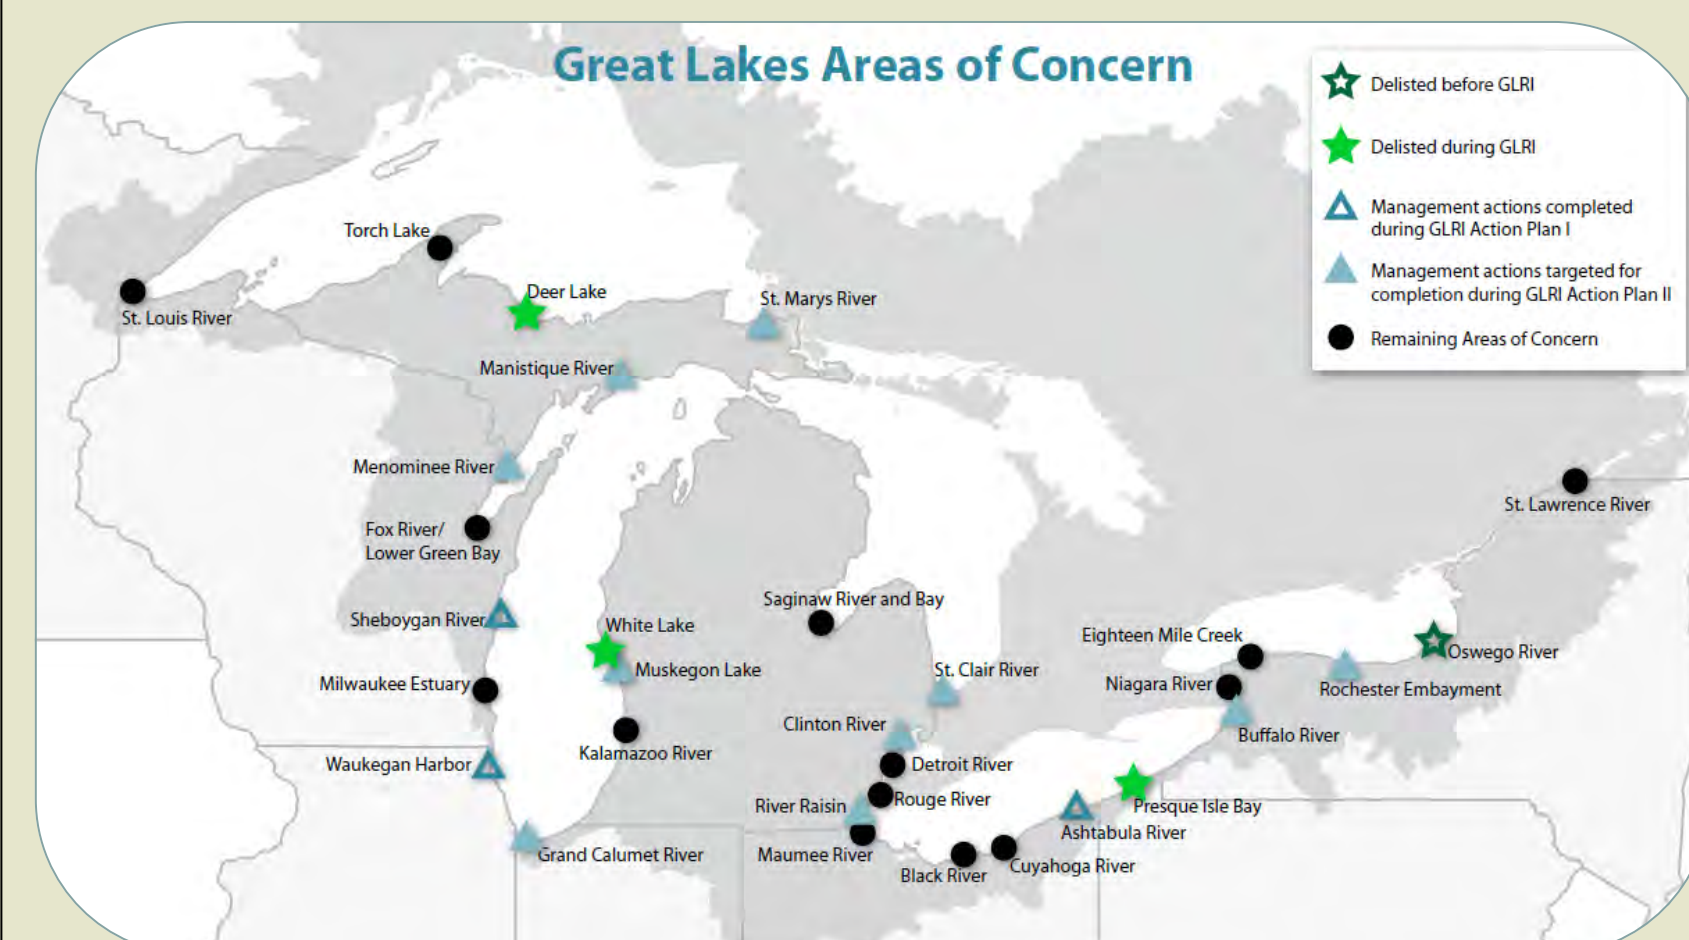 Great Lakes Areas of Concern
Delisted before GLRI
Delisted during GLRI
Management actions completed
during GLRI Action Plan I
Management actions targeted for
completion during GLRI Action Plan II
Remaining Areas of Concern
Torch Lake
Deer Lake
St. Marys River
St. Louis River
Manistique River
Menominee River
Fox River/
Lower Green Bay
St. Lawrence River
Saginaw River and Bay
Sheboygan River
White Lake
Eighteen Mile Creek
Oswego River
Muskegon Lake
St. Clair River
Milwaukee Estuary
Niagara River
Rochester Embayment
Clinton River
Buffalo River
Kalamazoo River
Waukegan Harbor
Detroit River
Rouge River
River Raisin
Presque Isle Bay
Ashtabula River
Grand Calumet River
Maumee River
Cuyahoga River
Black River